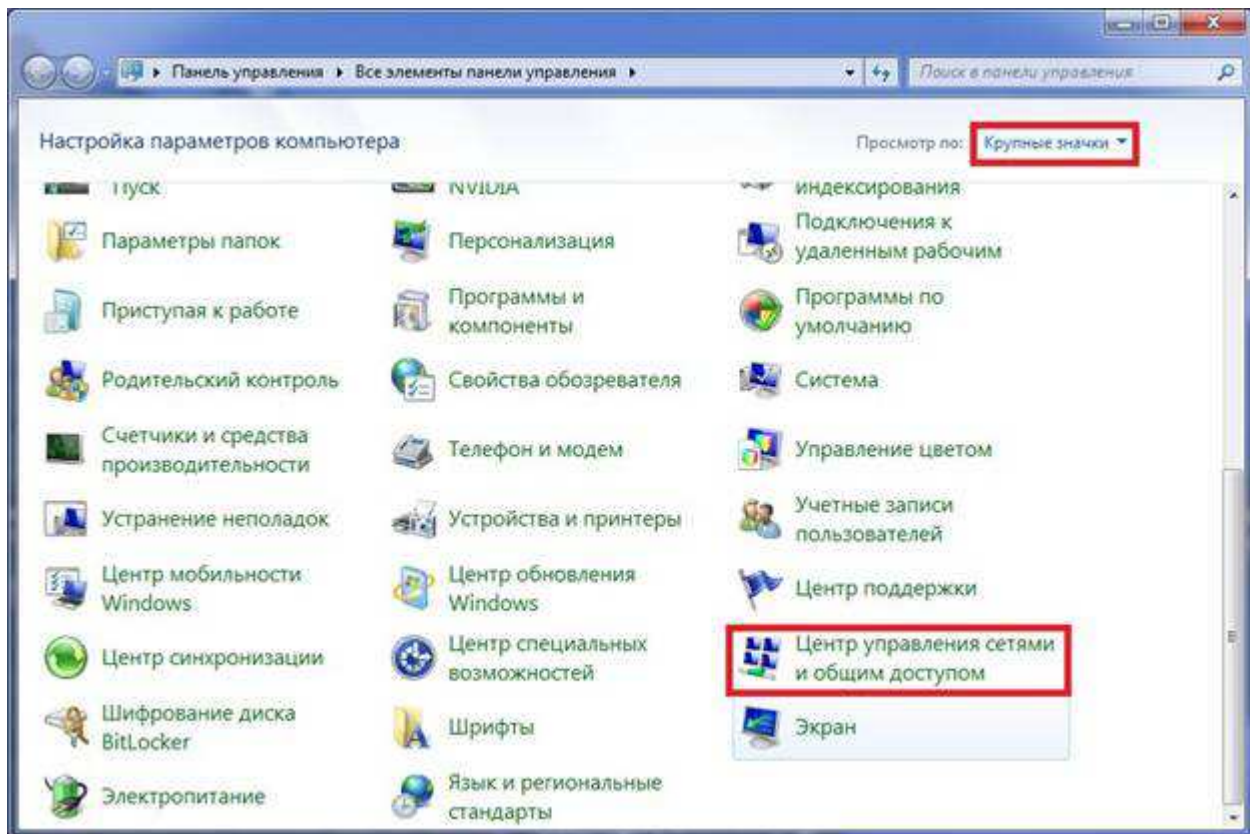 Панель управления ▸ Все элементы панели управления ▸
Поиск в панели управления
Настройка параметров компьютера
Просмотр по: Крупные значки
Пуск
NVIDIA
индексирования
Параметры папок
Персонализация
Подключения к
удаленным рабочим
Приступая к работе
Программы и
компоненты
Программы по
умолчанию
Родительский контроль
Свойства обозревателя
Система
Счетчики и средства
производительности
Телефон и модем
Управление цветом
Устранение неполадок
Устройства и принтеры
Учетные записи
пользователей
Центр мобильности
Windows
Центр обновления
Windows
Центр поддержки
Центр синхронизации
Центр специальных
возможностей
Центр управления сетями
и общим доступом
Шифрование диска
BitLocker
Шрифты
Экран
Электропитание
Язык и региональные
стандарты